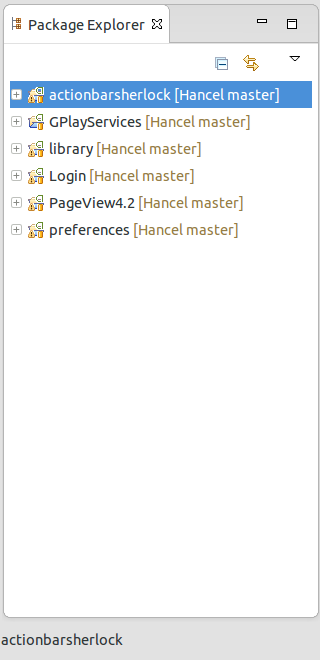 Package Explorer
actionbarsherlock [Hancel master]
GPlayServices [Hancel master]
library [Hancel master]
Login [Hancel master]
PageView4.2 [Hancel master]
preferences [Hancel master]
actionbarsherlock